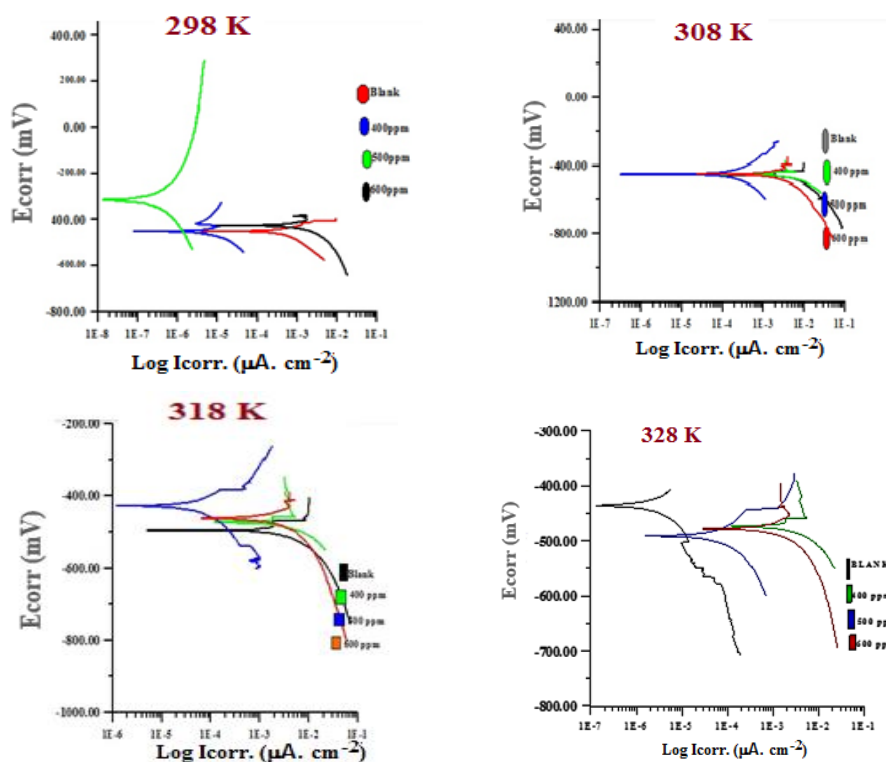 298 K
400.00
200.00
0.00
-200.00
400.00
-600.00
-800.00
Ecorr (mV)
Blank
400ppm
500ppm
600ppm
1E-8 1E-7 1E-6 1E-5 1E-4 1E-3 1E-2 1E-1
Log Icorr. (µA. cm⁻²)
308 K
400.00
0.00
-400.00
-800.00
1200.00
Ecorr (mV)
Blank
400 ppm
500 ppm
600 ppm
1E-7 1E-6 1E-5 1E-4 1E-3 1E-2 1E-1
Log Icorr. (µA. cm⁻²)
318 K
-200.00
-400.00
-600.00
-800.00
-1000.00
Ecorr (mV)
Blank
400 ppm
500 ppm
600 ppm
1E-6 1E-5 1E-4 1E-3 1E-2 1E-1
Log Icorr. (µA. cm⁻²)
328 K
-300.00
-400.00
-500.00
-600.00
-700.00
-800.00
Ecorr (mV)
BLANK
400 ppm
500 ppm
600 ppm
1E-7 1E-6 1E-5 1E-4 1E-3 1E-2 1E-1
Log Icorr. (µA. cm⁻²)